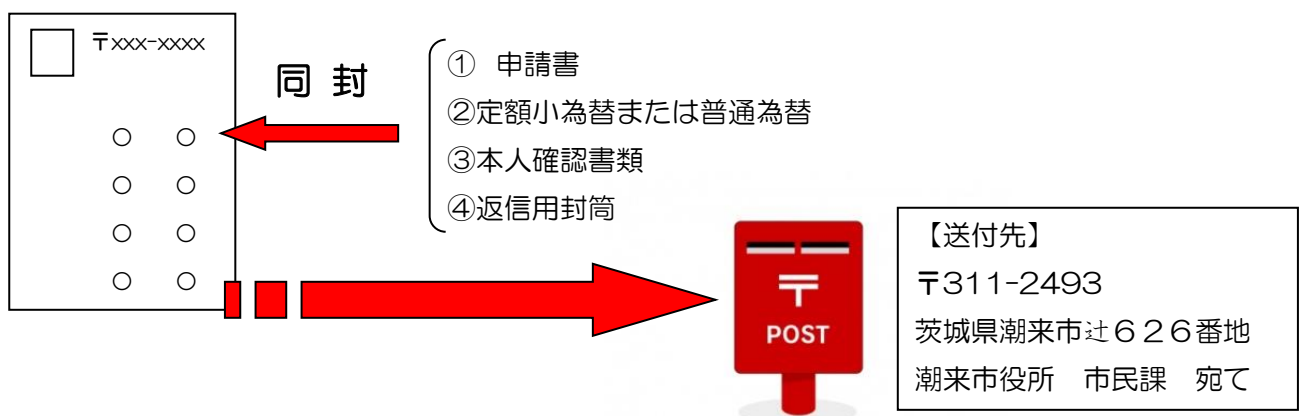 〒xxx-xxxx
○ ○
○ ○
○ ○
○ ○
同 封
① 申請書
②定額小為替または普通為替
③本人確認書類
④返信用封筒
〒
POST
【送付先】
〒311-2493
茨城県潮来市辻626番地
潮来市役所　市民課　宛て